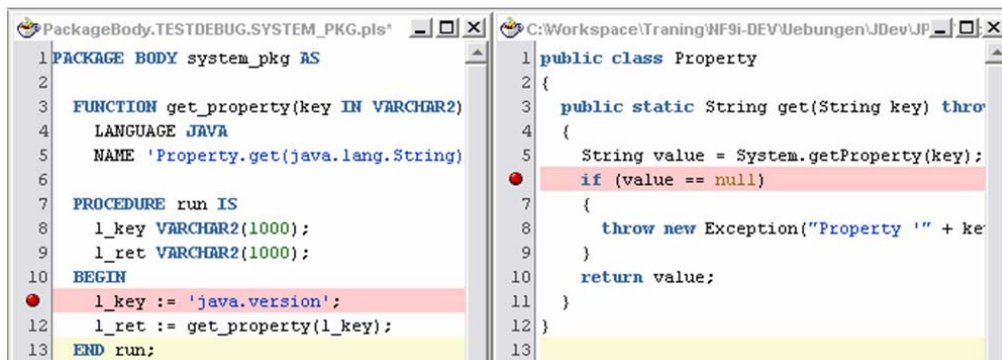 PackageBody.TESTDEBUG.SYSTEM_PKG.pls*
1 PACKAGE BODY system_pkg AS
2
3 FUNCTION get_property(key IN VARCHAR2)
4 LANGUAGE JAVA
5 NAME 'Property.get(java.lang.String)
6
7 PROCEDURE run IS
8 l_key VARCHAR2(1000);
9 l_ret VARCHAR2(1000);
10 BEGIN
l_key := 'java.version';
12 l_ret := get_property(l_key);
13 END run;
C:\Workspace\Traning\NF9i-DEV\Uebungen\JDev\JP
1 public class Property
2 {
3 public static String get(String key) throw
4 {
5 String value = System.getProperty(key);
if (value == null)
7 {
8 throw new Exception("Property '" + ke
9 }
10 return value;
11 }
12 }
13